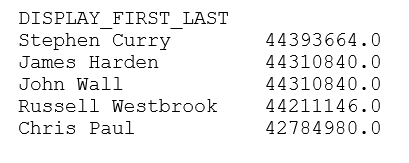 DISPLAY_FIRST_LAST
Stephen Curry 44393664.0
James Harden 44310840.0
John Wall 44310840.0
Russell Westbrook 44211146.0
Chris Paul 42784980.0